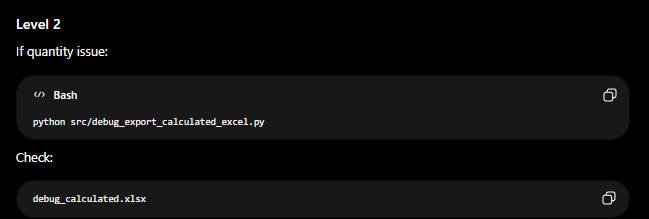 Level 2
If quantity issue:
Bash
python src/debug_export_calculated_excel.py
Check:
debug_calculated.xlsx